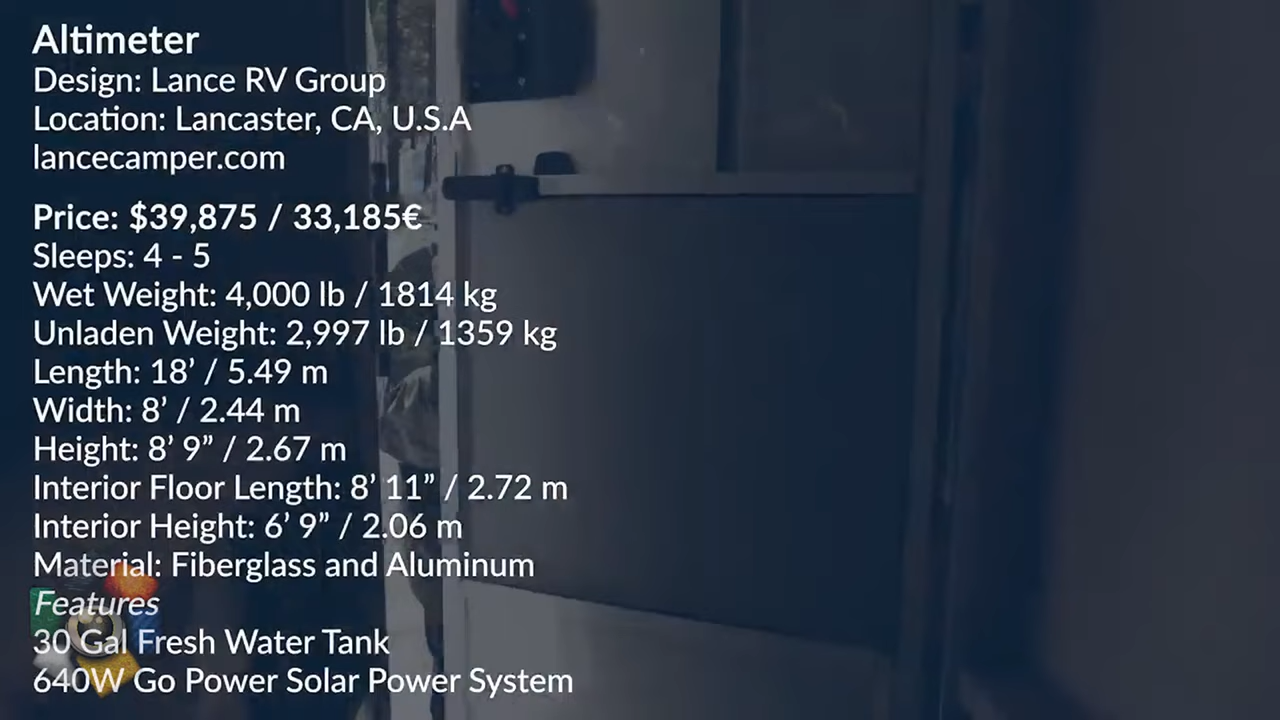 Altimeter
Design: Lance RV Group
Location: Lancaster, CA, U.S.A
lancecamper.com
Price: $39,875 / 33,185€
Sleeps: 4 - 5
Wet Weight: 4,000 lb / 1814 kg
Unladen Weight: 2,997 lb / 1359 kg
Length: 18’ / 5.49 m
Width: 8’ / 2.44 m
Height: 8’ 9” / 2.67 m
Interior Floor Length: 8’ 11” / 2.72 m
Interior Height: 6’ 9” / 2.06 m
Material: Fiberglass and Aluminum
Features
30 Gal Fresh Water Tank
640W Go Power Solar Power System